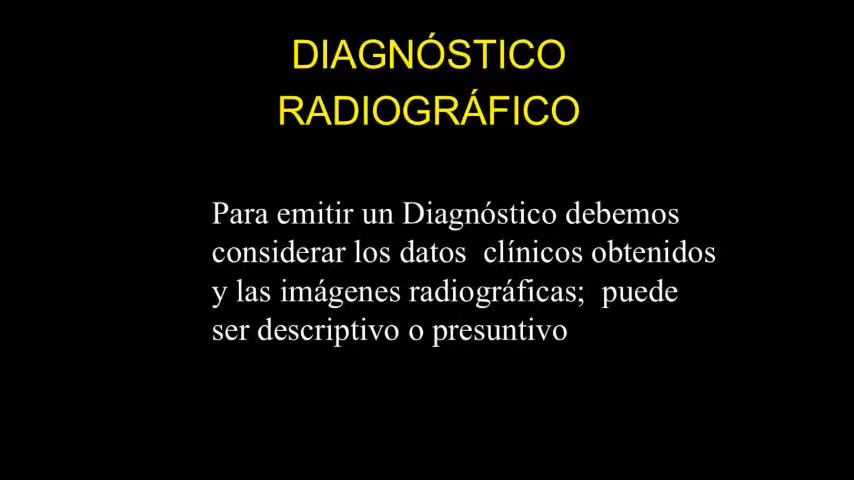 DIAGNÓSTICO
RADIOGRÁFICO
Para emitir un Diagnóstico debemos
considerar los datos  clínicos obtenidos
y las imágenes radiográficas;  puede
ser descriptivo o presuntivo